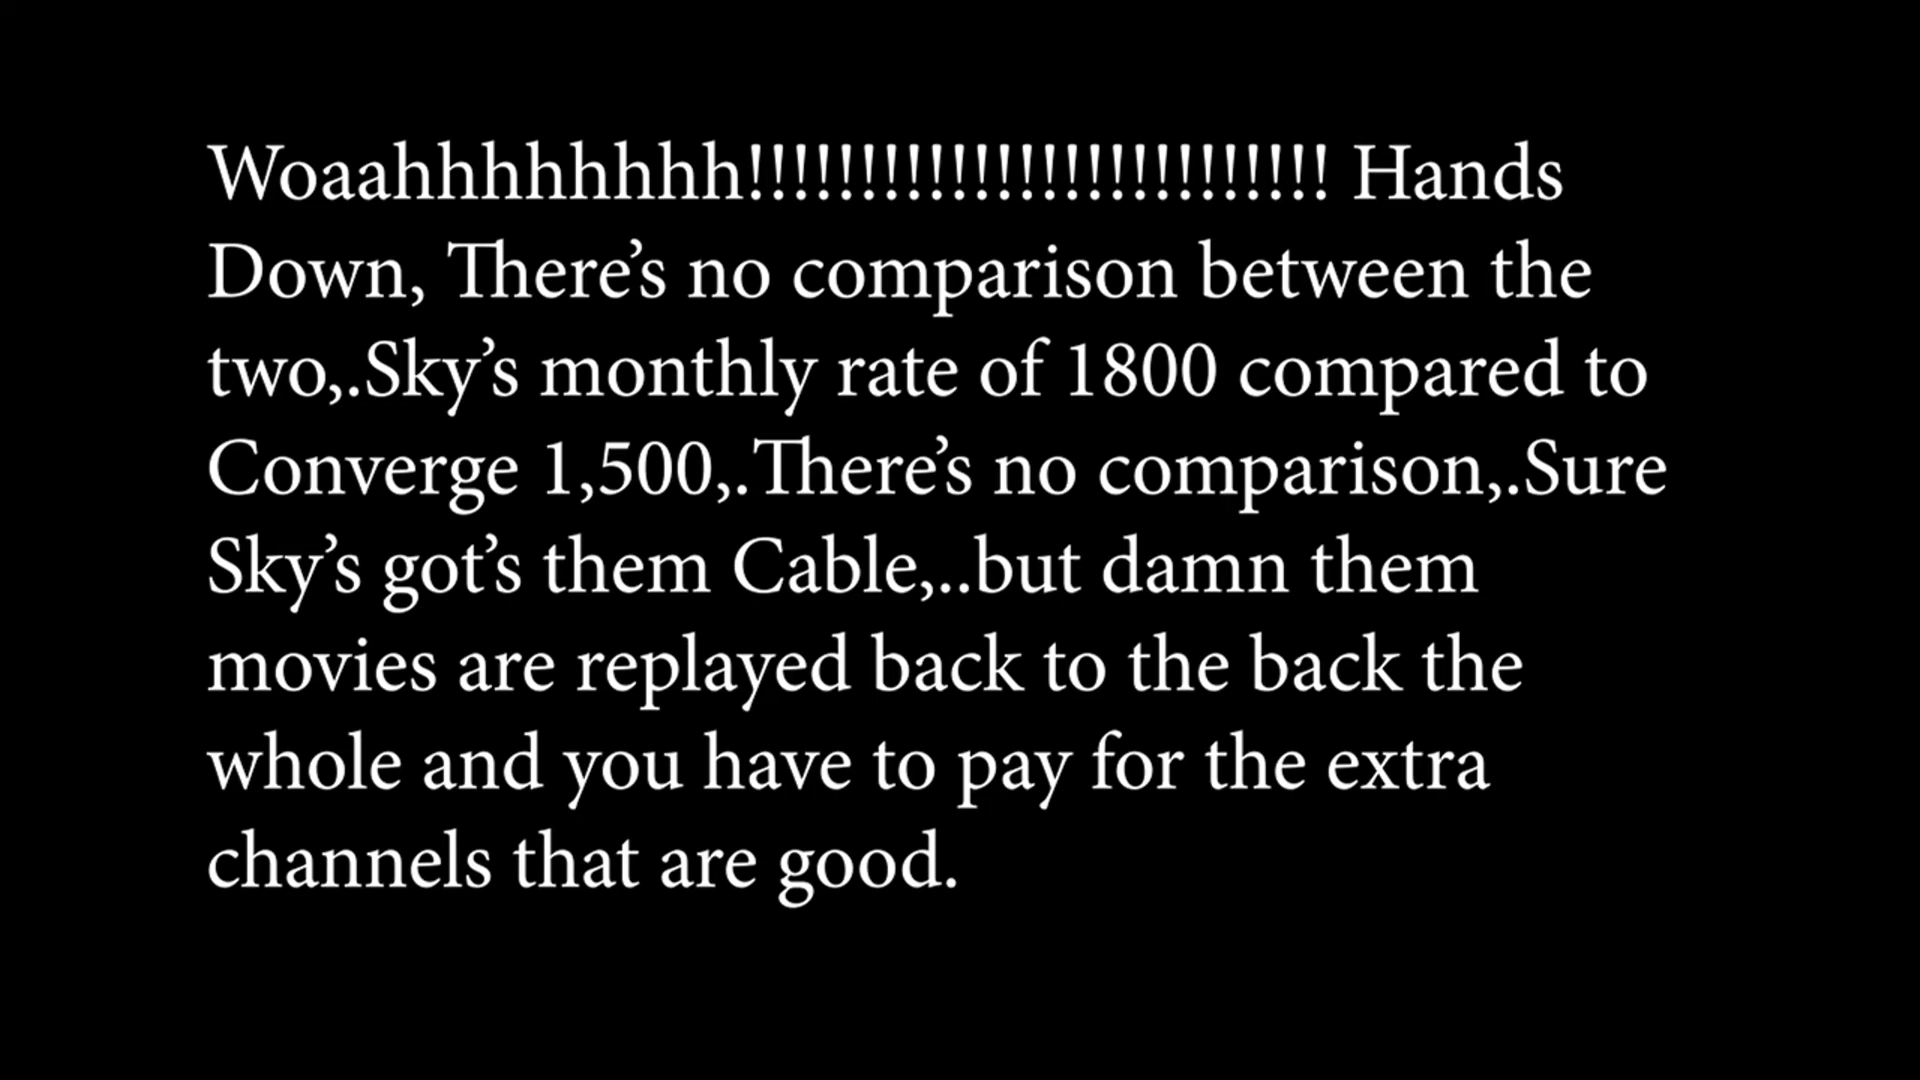 Woaahhhhhhhh!!!!!!!!!!!!!!!!!!!!!!!!!! Hands
Down, There’s no comparison between the
two,.Sky’s monthly rate of 1800 compared to
Converge 1,500,.There’s no comparison,.Sure
Sky’s got’s them Cable,..but damn them
movies are replayed back to the back the
whole and you have to pay for the extra
channels that are good.